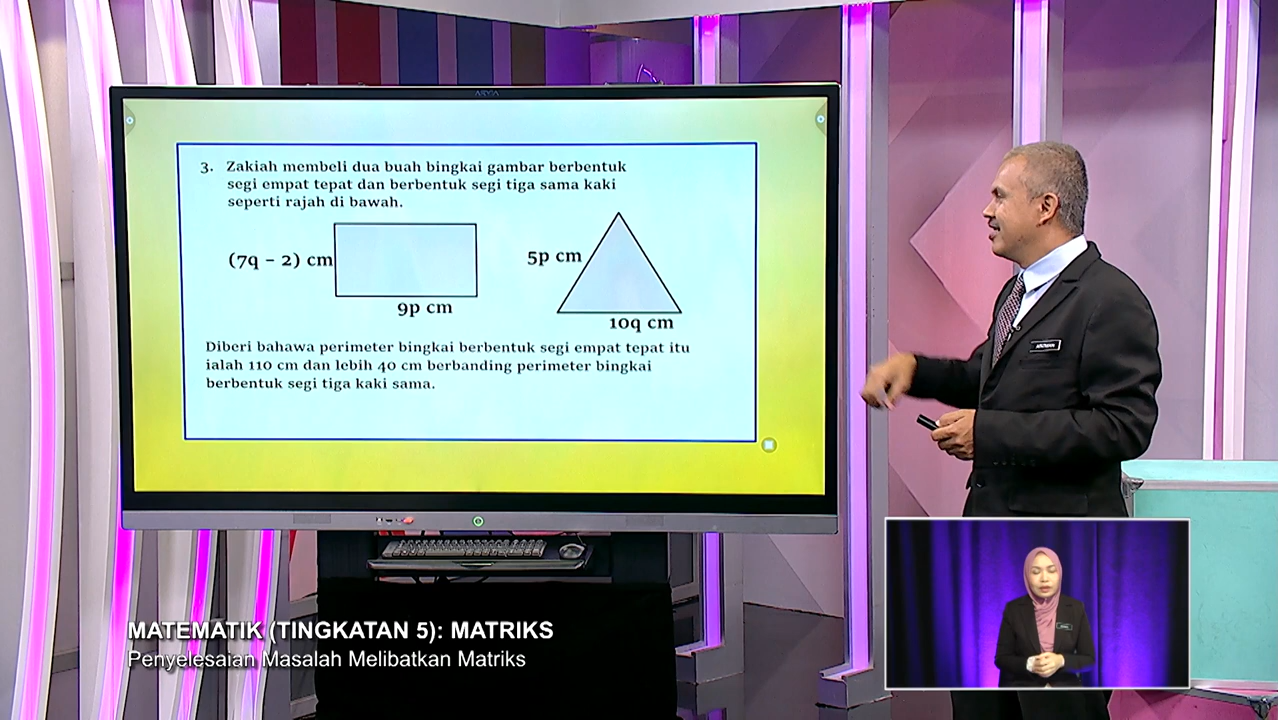 3. Zakiah membeli dua buah bingkai gambar berbentuk
segi empat tepat dan berbentuk segi tiga sama kaki
seperti rajah di bawah.
(7q – 2) cm
9p cm
5p cm
10q cm
Diberi bahawa perimeter bingkai berbentuk segi empat tepat itu
ialah 110 cm dan lebih 40 cm berbanding perimeter bingkai
berbentuk segi tiga kaki sama.
MATEMATIK (TINGKATAN 5): MATRIKS
Penyelesaian Masalah Melibatkan Matriks